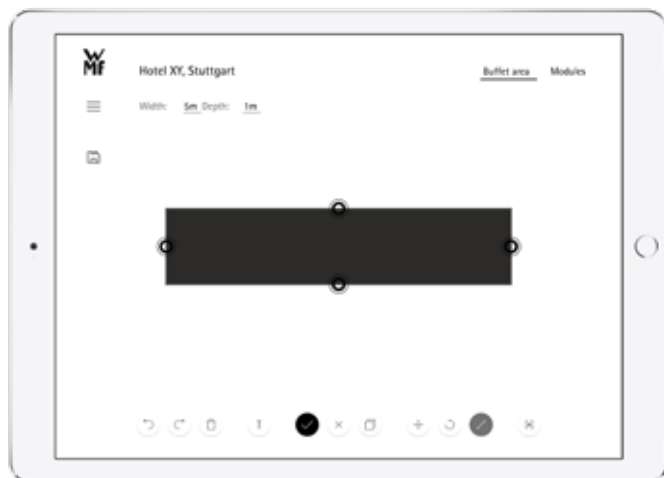 WMF
Hotel XY, Stuttgart
Buffet area Modules
Width: 5m Depth: 1m
T